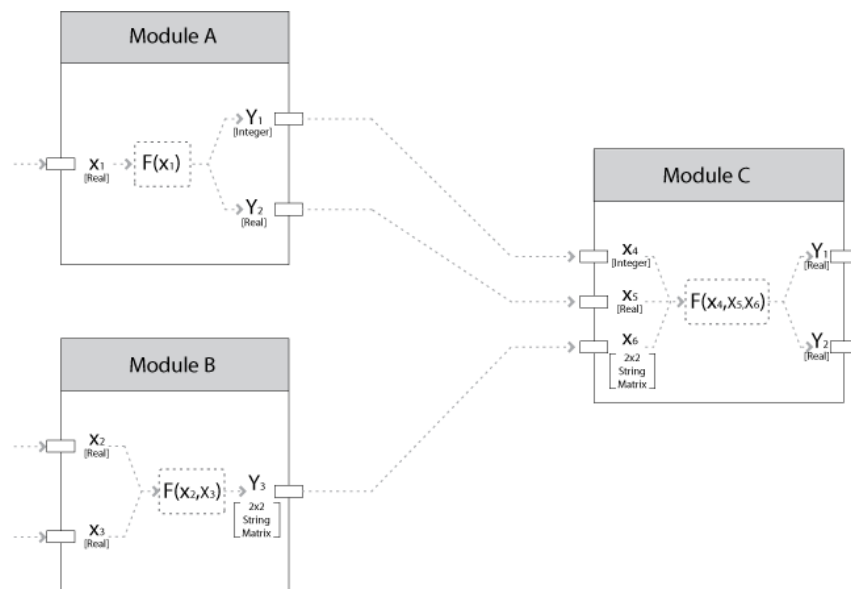 Module A
x1
[Real]
F(x1)
Y1
[Integer]
Y2
[Real]
Module B
x2
[Real]
x3
[Real]
F(x2,x3)
Y3
2x2
String
Matrix
Module C
x4
[Integer]
x5
[Real]
x6
2x2
String
Matrix
F(x4,x5,x6)
Y1
[Real]
Y2
[Real]